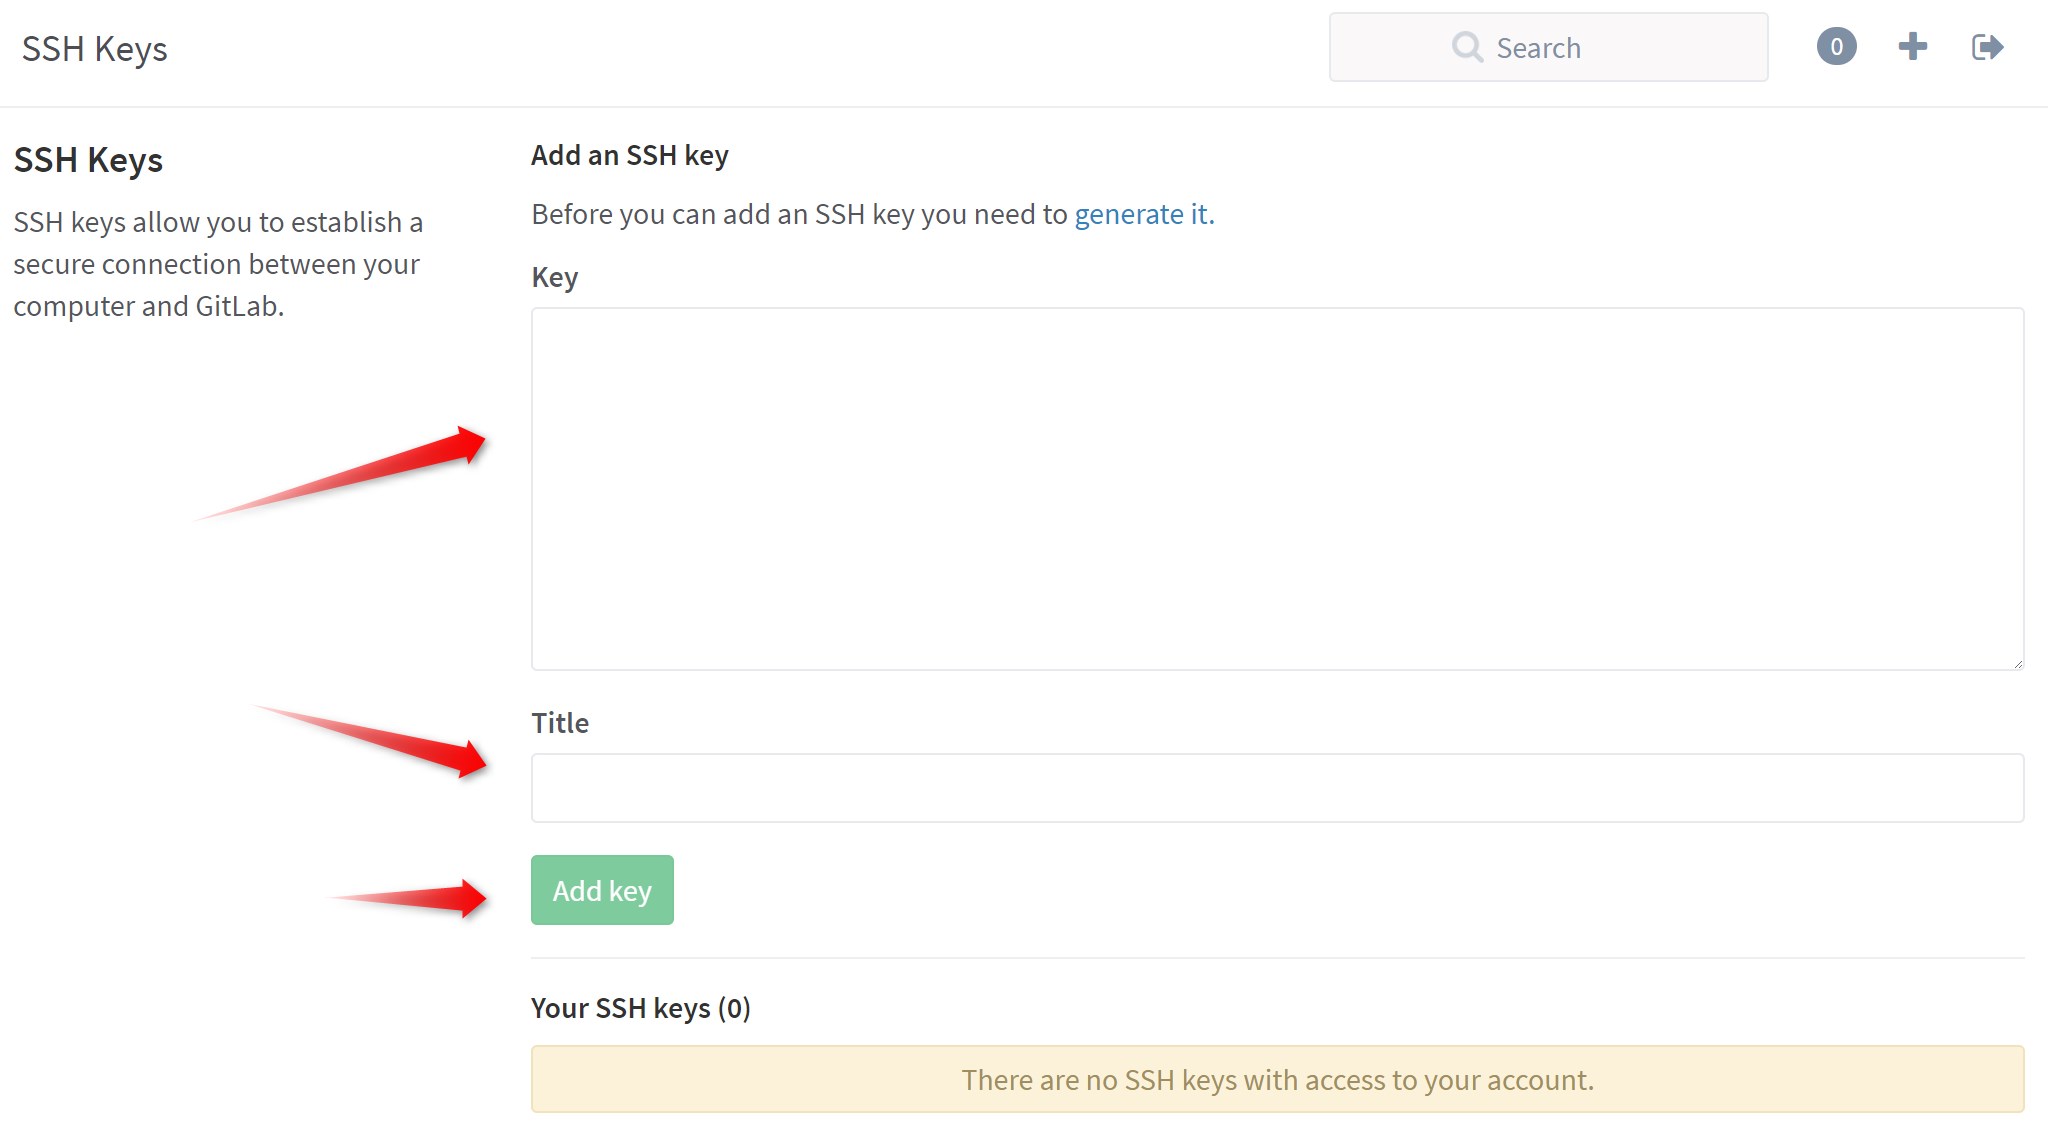 SSH Keys
Search
0
SSH Keys
SSH keys allow you to establish a
secure connection between your
computer and GitLab.
Add an SSH key
Before you can add an SSH key you need to generate it.
Key
Title
Add key
Your SSH keys (0)
There are no SSH keys with access to your account.